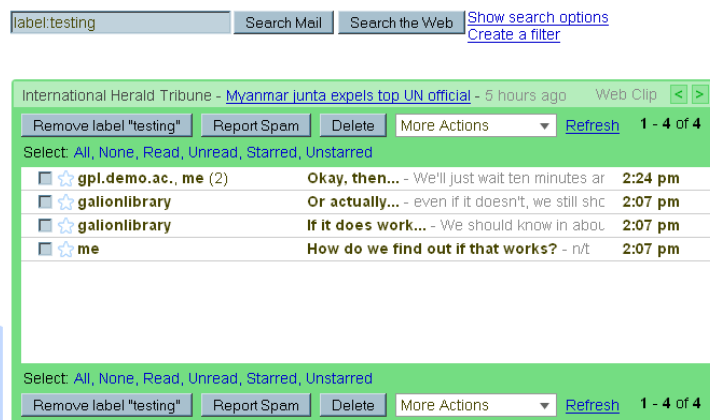 label:testing Search Mail Search the Web Show search options
Create a filter
International Herald Tribune - Myanmar junta expels top UN official - 5 hours ago Web Clip < >
Remove label "testing" Report Spam Delete More Actions Refresh 1 - 4 of 4
Select: All, None, Read, Unread, Starred, Unstarred
gpl.demo.ac., me (2) Okay, then... - We'll just wait ten minutes ar 2:24 pm
galionlibrary Or actually... - even if it doesn't, we still shc 2:07 pm
galionlibrary If it does work... - We should know in abou 2:07 pm
me How do we find out if that works? - n/t 2:07 pm
Select: All, None, Read, Unread, Starred, Unstarred
Remove label "testing" Report Spam Delete More Actions Refresh 1 - 4 of 4